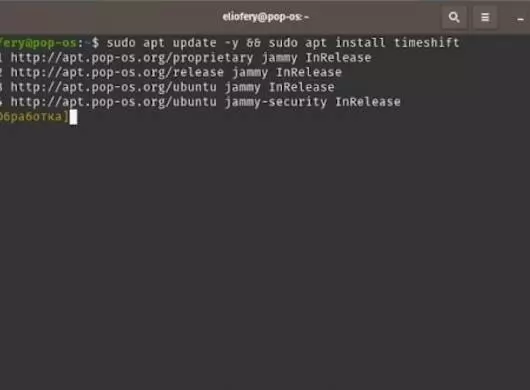 eliofery@pop-os: ~
fery@pop-os:~$ sudo apt update -y && sudo apt install timeshift
1 http://apt.pop-os.org/proprietary jammy InRelease
2 http://apt.pop-os.org/release jammy InRelease
3 http://apt.pop-os.org/ubuntu jammy InRelease
4 http://apt.pop-os.org/ubuntu jammy-security InRelease
Обработка]